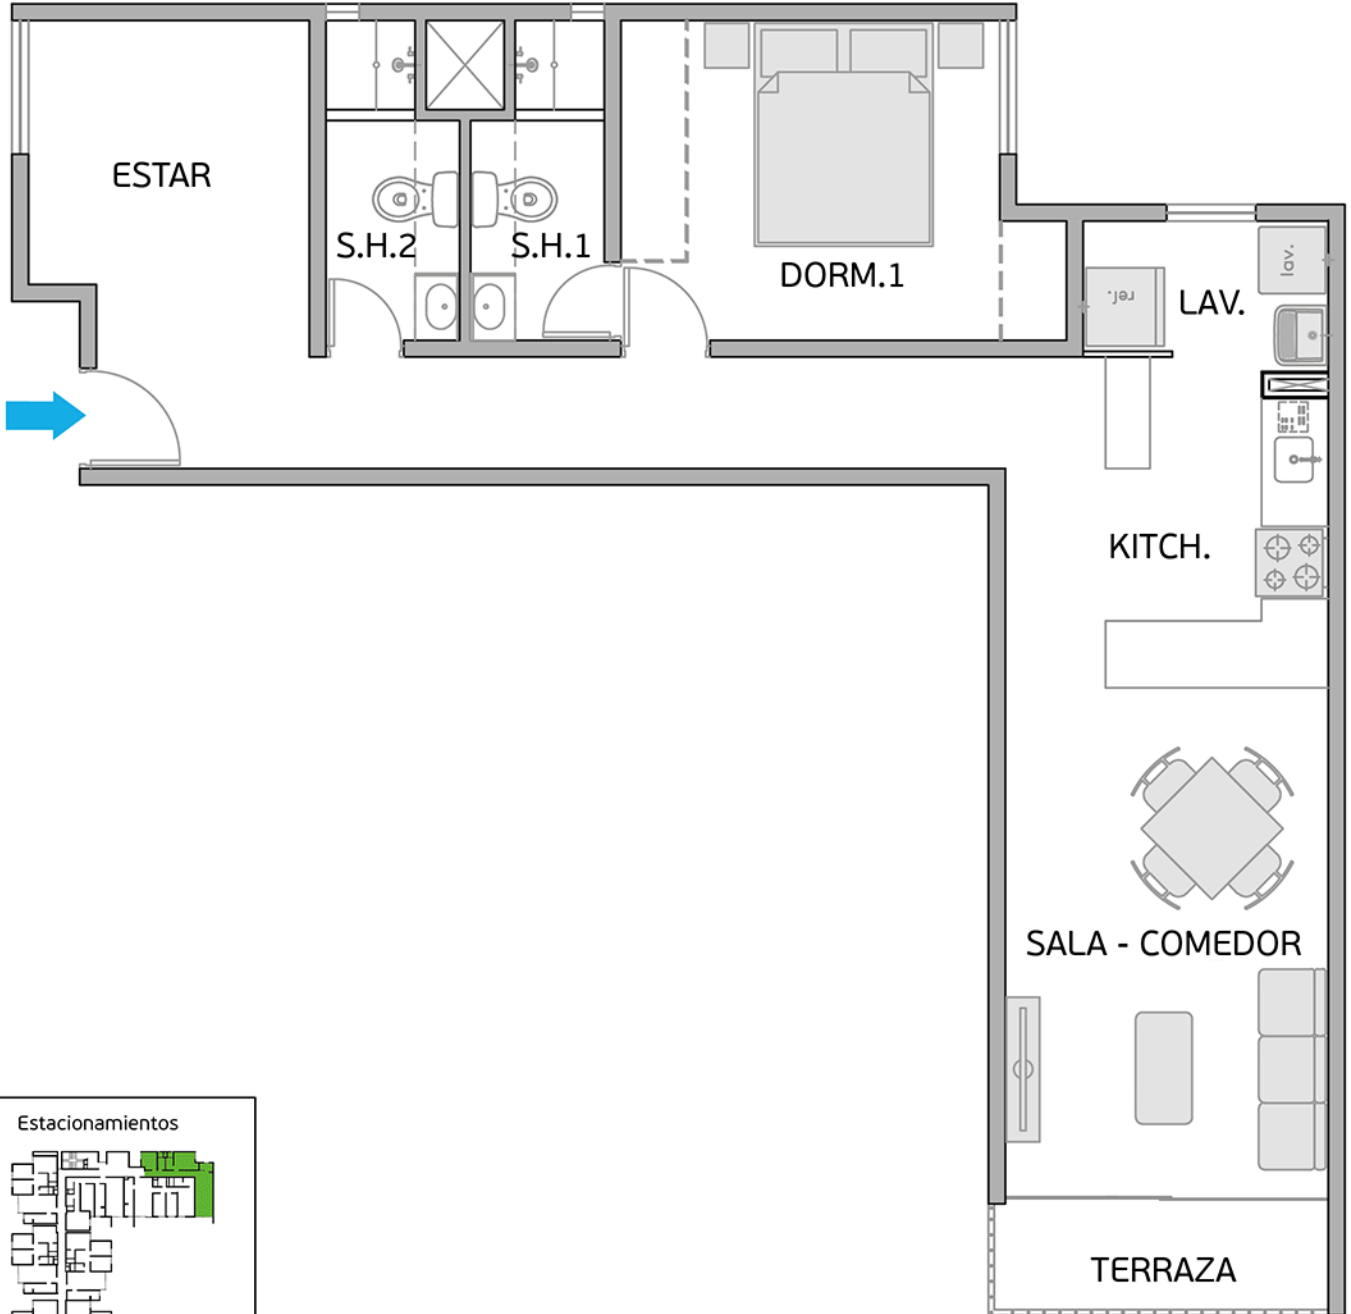 ESTAR
S.H.2
S.H.1
DORM.1
lav.
ref.
LAV.
KITCH.
SALA - COMEDOR
Estacionamientos
TERRAZA